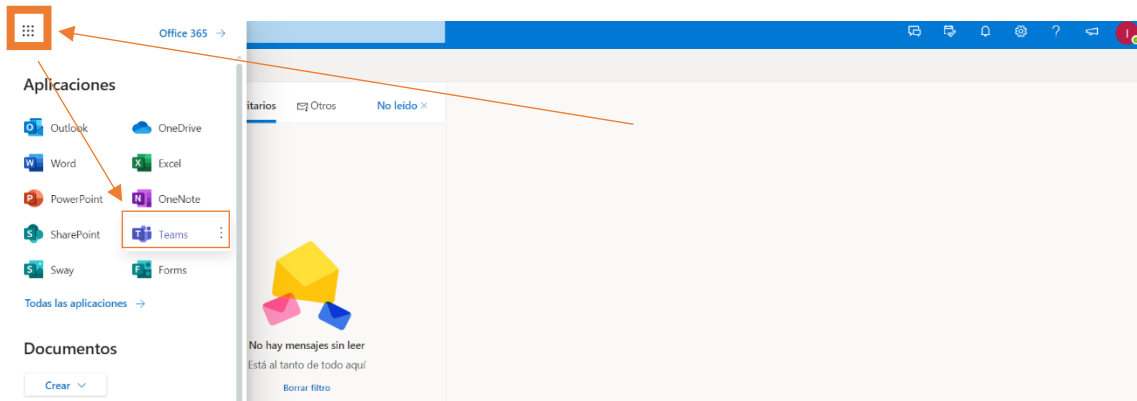 Office 365 →
Aplicaciones
Outlook OneDrive
Word Excel
PowerPoint OneNote
SharePoint Teams
Sway Forms
Todas las aplicaciones →
Documentos
Crear
itarios Otros No leído ×
No hay mensajes sin leer
Está al tanto de todo aquí
Borrar filtro
I